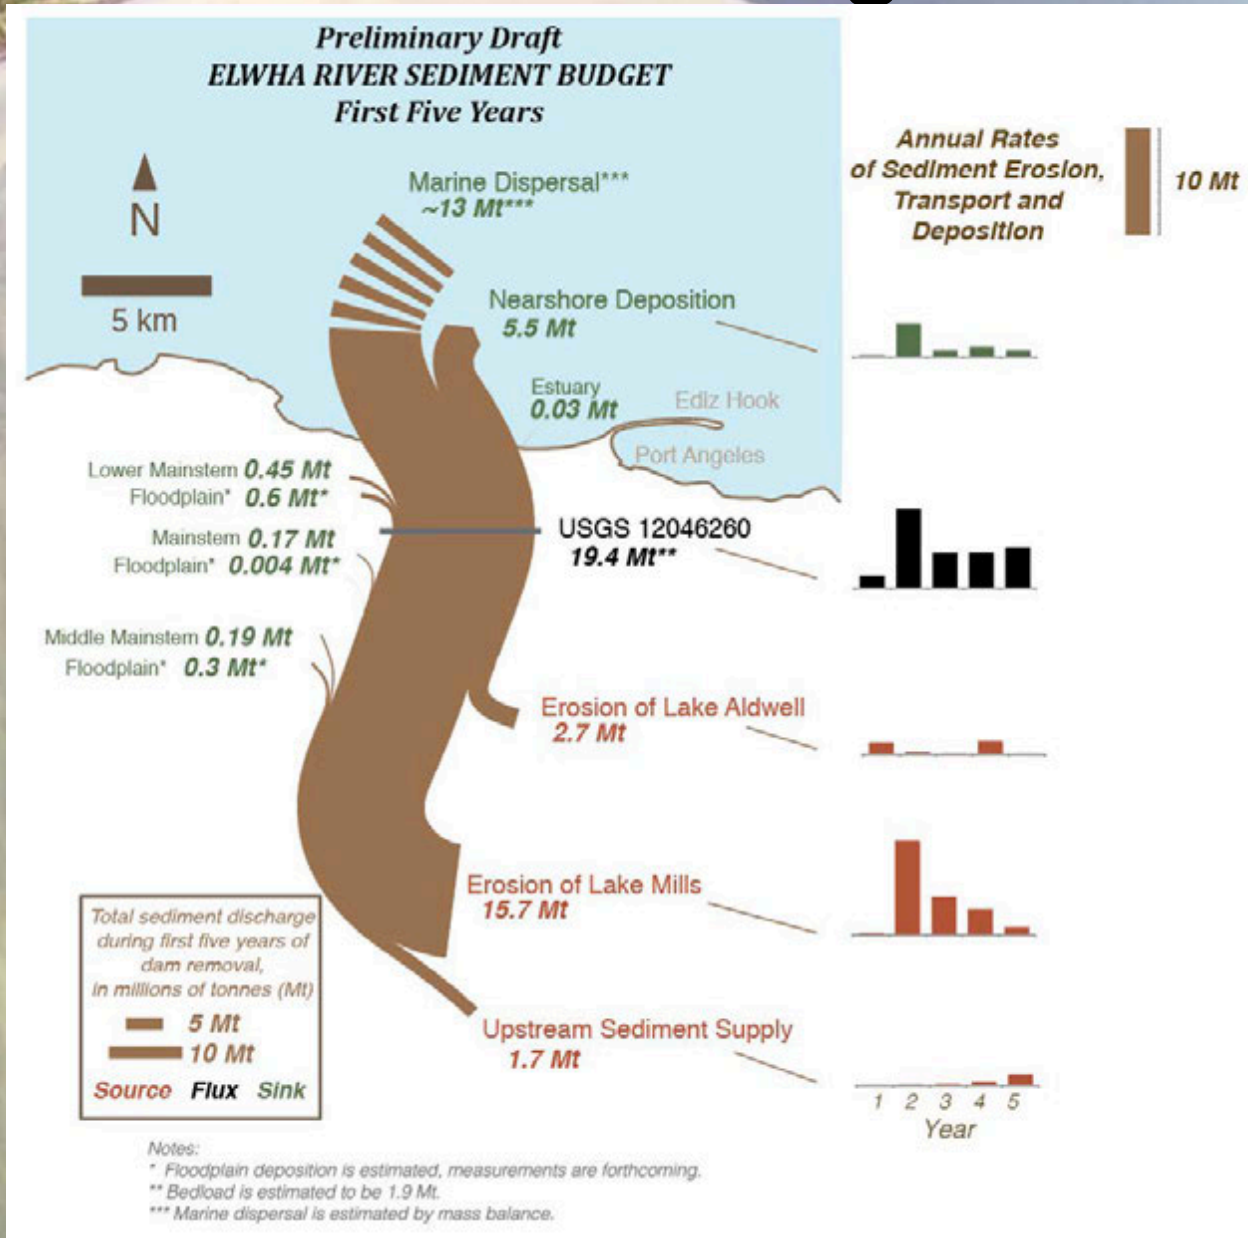 Preliminary Draft
ELWHA RIVER SEDIMENT BUDGET
First Five Years
Annual Rates
of Sediment Erosion,
Transport and
Deposition
10 Mt
N
5 km
Marine Dispersal***
~13 Mt***
Nearshore Deposition
5.5 Mt
Estuary
0.03 Mt
Ediz Hook
Port Angeles
Lower Mainstem 0.45 Mt
Floodplain* 0.6 Mt*
Mainstem 0.17 Mt
Floodplain* 0.004 Mt*
USGS 12046260
19.4 Mt**
Middle Mainstem 0.19 Mt
Floodplain* 0.3 Mt*
Erosion of Lake Aldwell
2.7 Mt
Erosion of Lake Mills
15.7 Mt
Upstream Sediment Supply
1.7 Mt
1 2 3 4 5
Year
Total sediment discharge
during first five years of
dam removal,
in millions of tonnes (Mt)
5 Mt
10 Mt
Source Flux Sink
Notes:
* Floodplain deposition is estimated, measurements are forthcoming.
** Bedload is estimated to be 1.9 Mt.
*** Marine dispersal is estimated by mass balance.